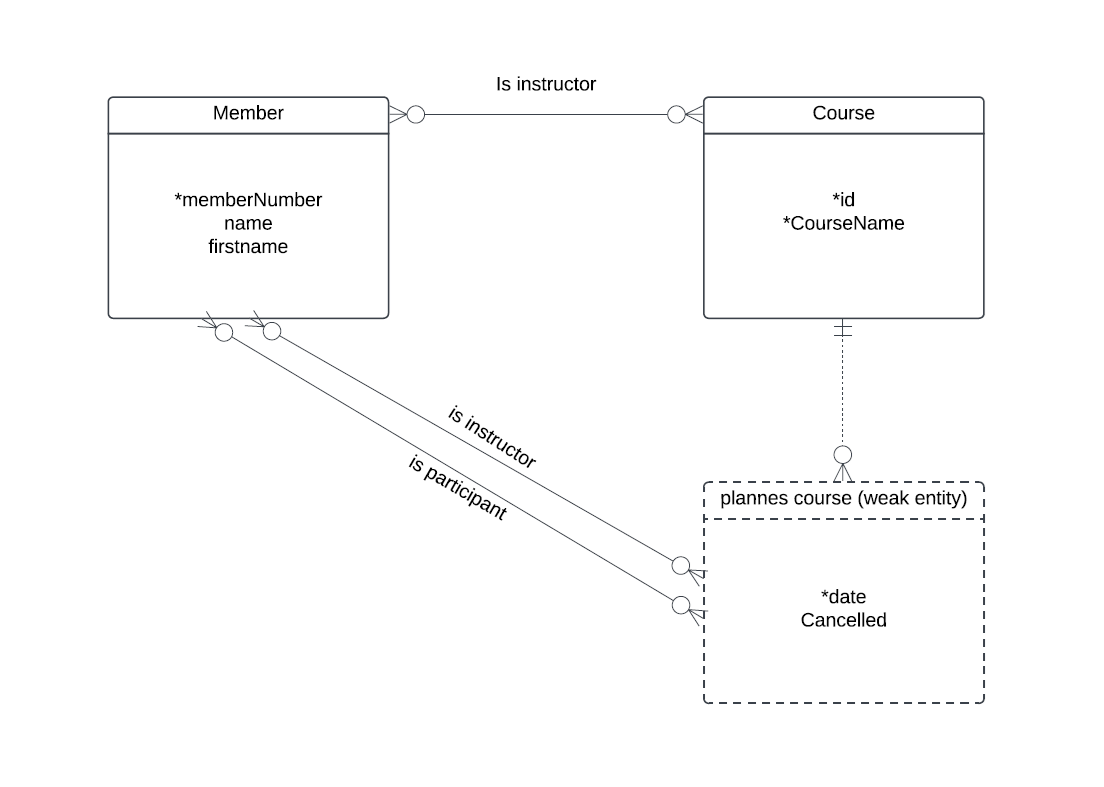 Is instructor
Member
*memberNumber
name
firstname
Course
*id
*CourseName
is instructor
is participant
plannes course (weak entity)
*date
Cancelled